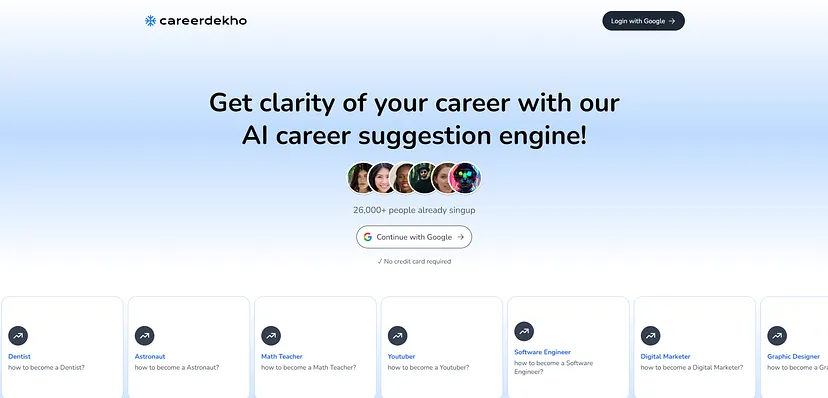 careerdekho
Login with Google →
Get clarity of your career with our
AI career suggestion engine!
26,000+ people already singup
Continue with Google →
✓ No credit card required
Dentist
how to become a Dentist?
Astronaut
how to become a Astronaut?
Math Teacher
how to become a Math Teacher?
Youtuber
how to become a Youtuber?
Software Engineer
how to become a Software
Engineer?
Digital Marketer
how to become a Digital Marketer?
Graphic Designer
how to become a Gra